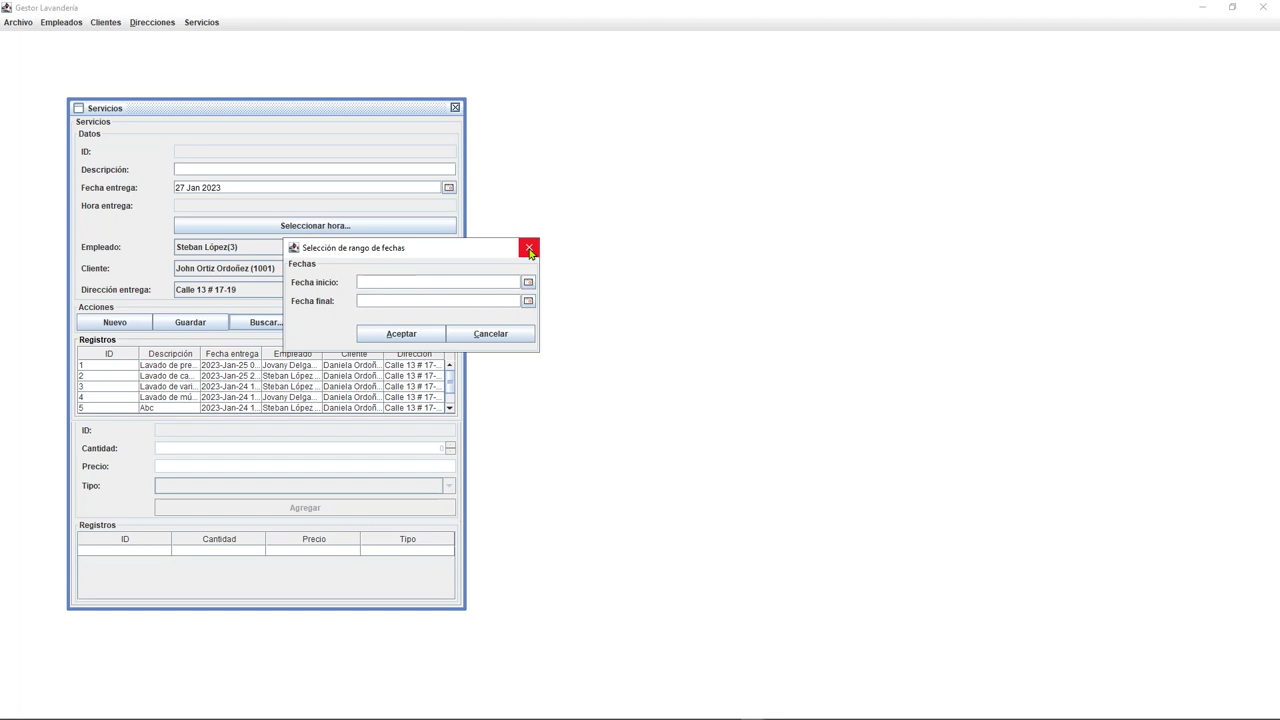 Gestor Lavandería
Archivo Empleados Clientes Direcciones Servicios
Servicios
Servicios
Datos
ID:
Descripción:
Fecha entrega: 27 Jan 2023
Hora entrega:
Seleccionar hora...
Empleado: Steban López(3)
Cliente: John Ortiz Ordoñez (1001)
Dirección entrega: Calle 13 # 17-19
Selección de rango de fechas
Fechas
Fecha inicio:
Fecha final:
Aceptar Cancelar
Acciones
Nuevo Guardar Buscar...
Registros
ID Descripción Fecha entrega Empleado Cliente Dirección
1 Lavado de pre... 2023-Jan-25 0... Jovany Delga... Daniela Ordoñ... Calle 13 # 17-...
2 Lavado de ca... 2023-Jan-25 2... Steban López ... Daniela Ordoñ... Calle 13 # 17-...
3 Lavado de vari... 2023-Jan-24 1... Steban López ... Daniela Ordoñ... Calle 13 # 17-...
4 Lavado de mú... 2023-Jan-24 1... Jovany Delga... Daniela Ordoñ... Calle 13 # 17-...
5 Abc 2023-Jan-24 1... Steban López ... Daniela Ordoñ... Calle 13 # 17-...
ID:
Cantidad: 0
Precio:
Tipo:
Agregar
Registros
ID Cantidad Precio Tipo